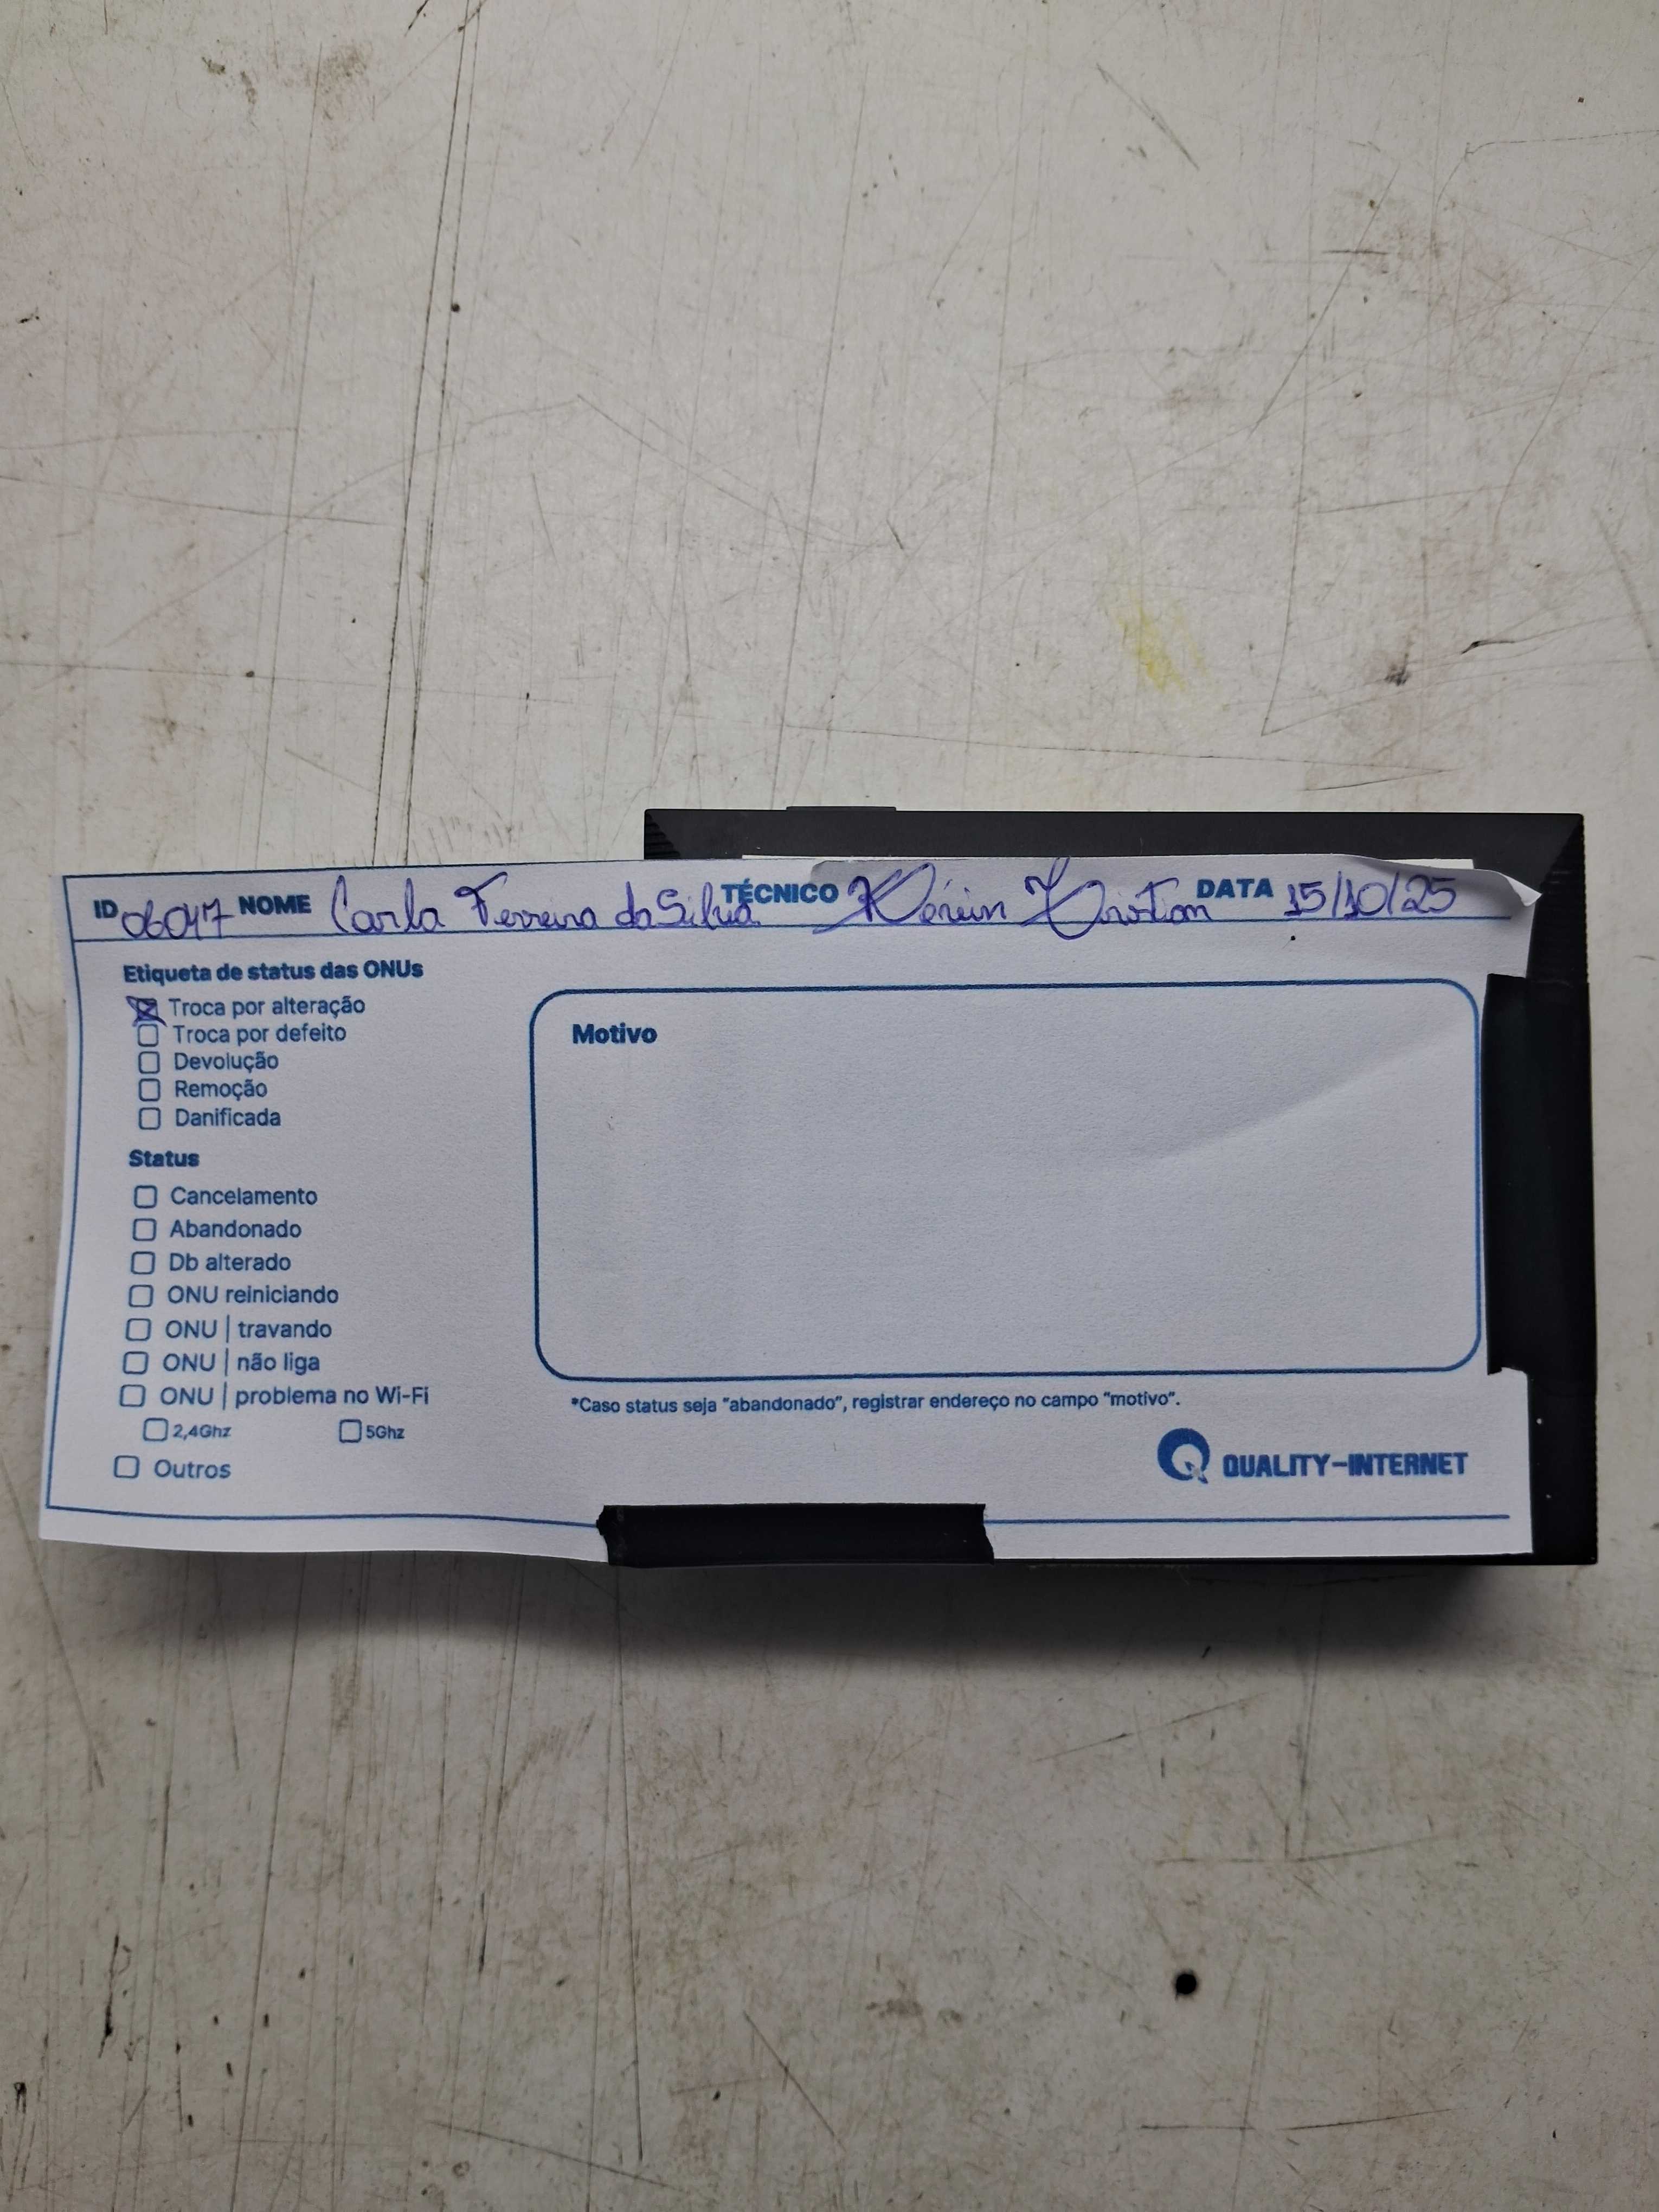 ID 06047 NOME Carla Ferreira da Silva TÉCNICO DATA 15/10/25
Etiqueta de status das ONUs
Troca por alteração
Troca por defeito
Devolução
Remoção
Danificada
Motivo
Status
Cancelamento
Abandonado
Db alterado
ONU reiniciando
ONU | travando
ONU | não liga
ONU | problema no Wi-Fi
2,4Ghz 5Ghz
Outros
*Caso status seja "abandonado", registrar endereço no campo "motivo".
QUALITY-INTERNET